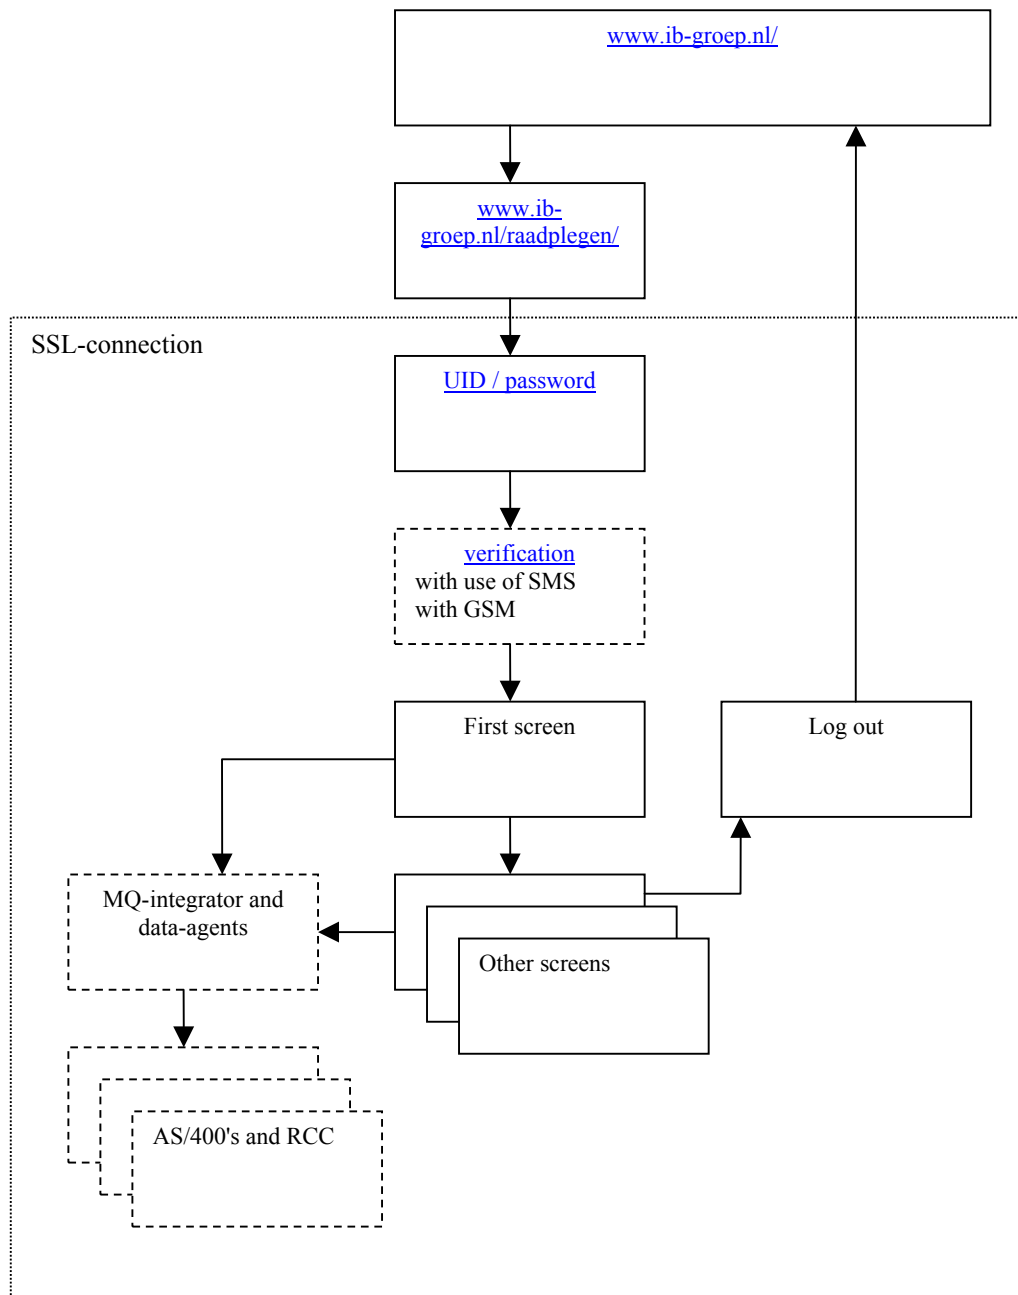 www.ib-groep.nl/
www.ib-
groep.nl/raadplegen/
SSL-connection
UID / password
verification
with use of SMS
with GSM
First screen
Log out
MQ-integrator and
data-agents
Other screens
AS/400's and RCC